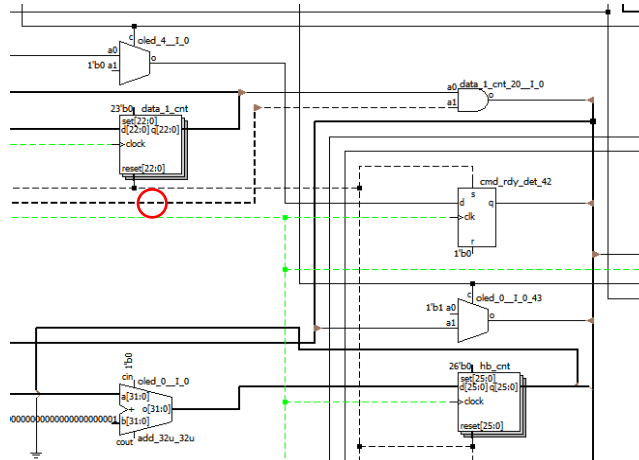 c oled_4__I_0
a0
1'b0 a1 o
data_1_cnt_20__I_0
a0
a1 o
23'b0 data_1_cnt
set[22:0]
d[22:0] q[22:0]
clock
reset[22:0]
cmd_rdy_det_42
s
d q
clk
r
1'b0
c oled_0__I_0_43
1'b1 a0
a1 o
1'b0
cin oled_0__I_0
a[31:0]
+ o[31:0]
b[31:0]
cout add_32u_32u
26'b0 hb_cnt
set[25:0]
d[25:0] q[25:0]
clock
reset[25:0]